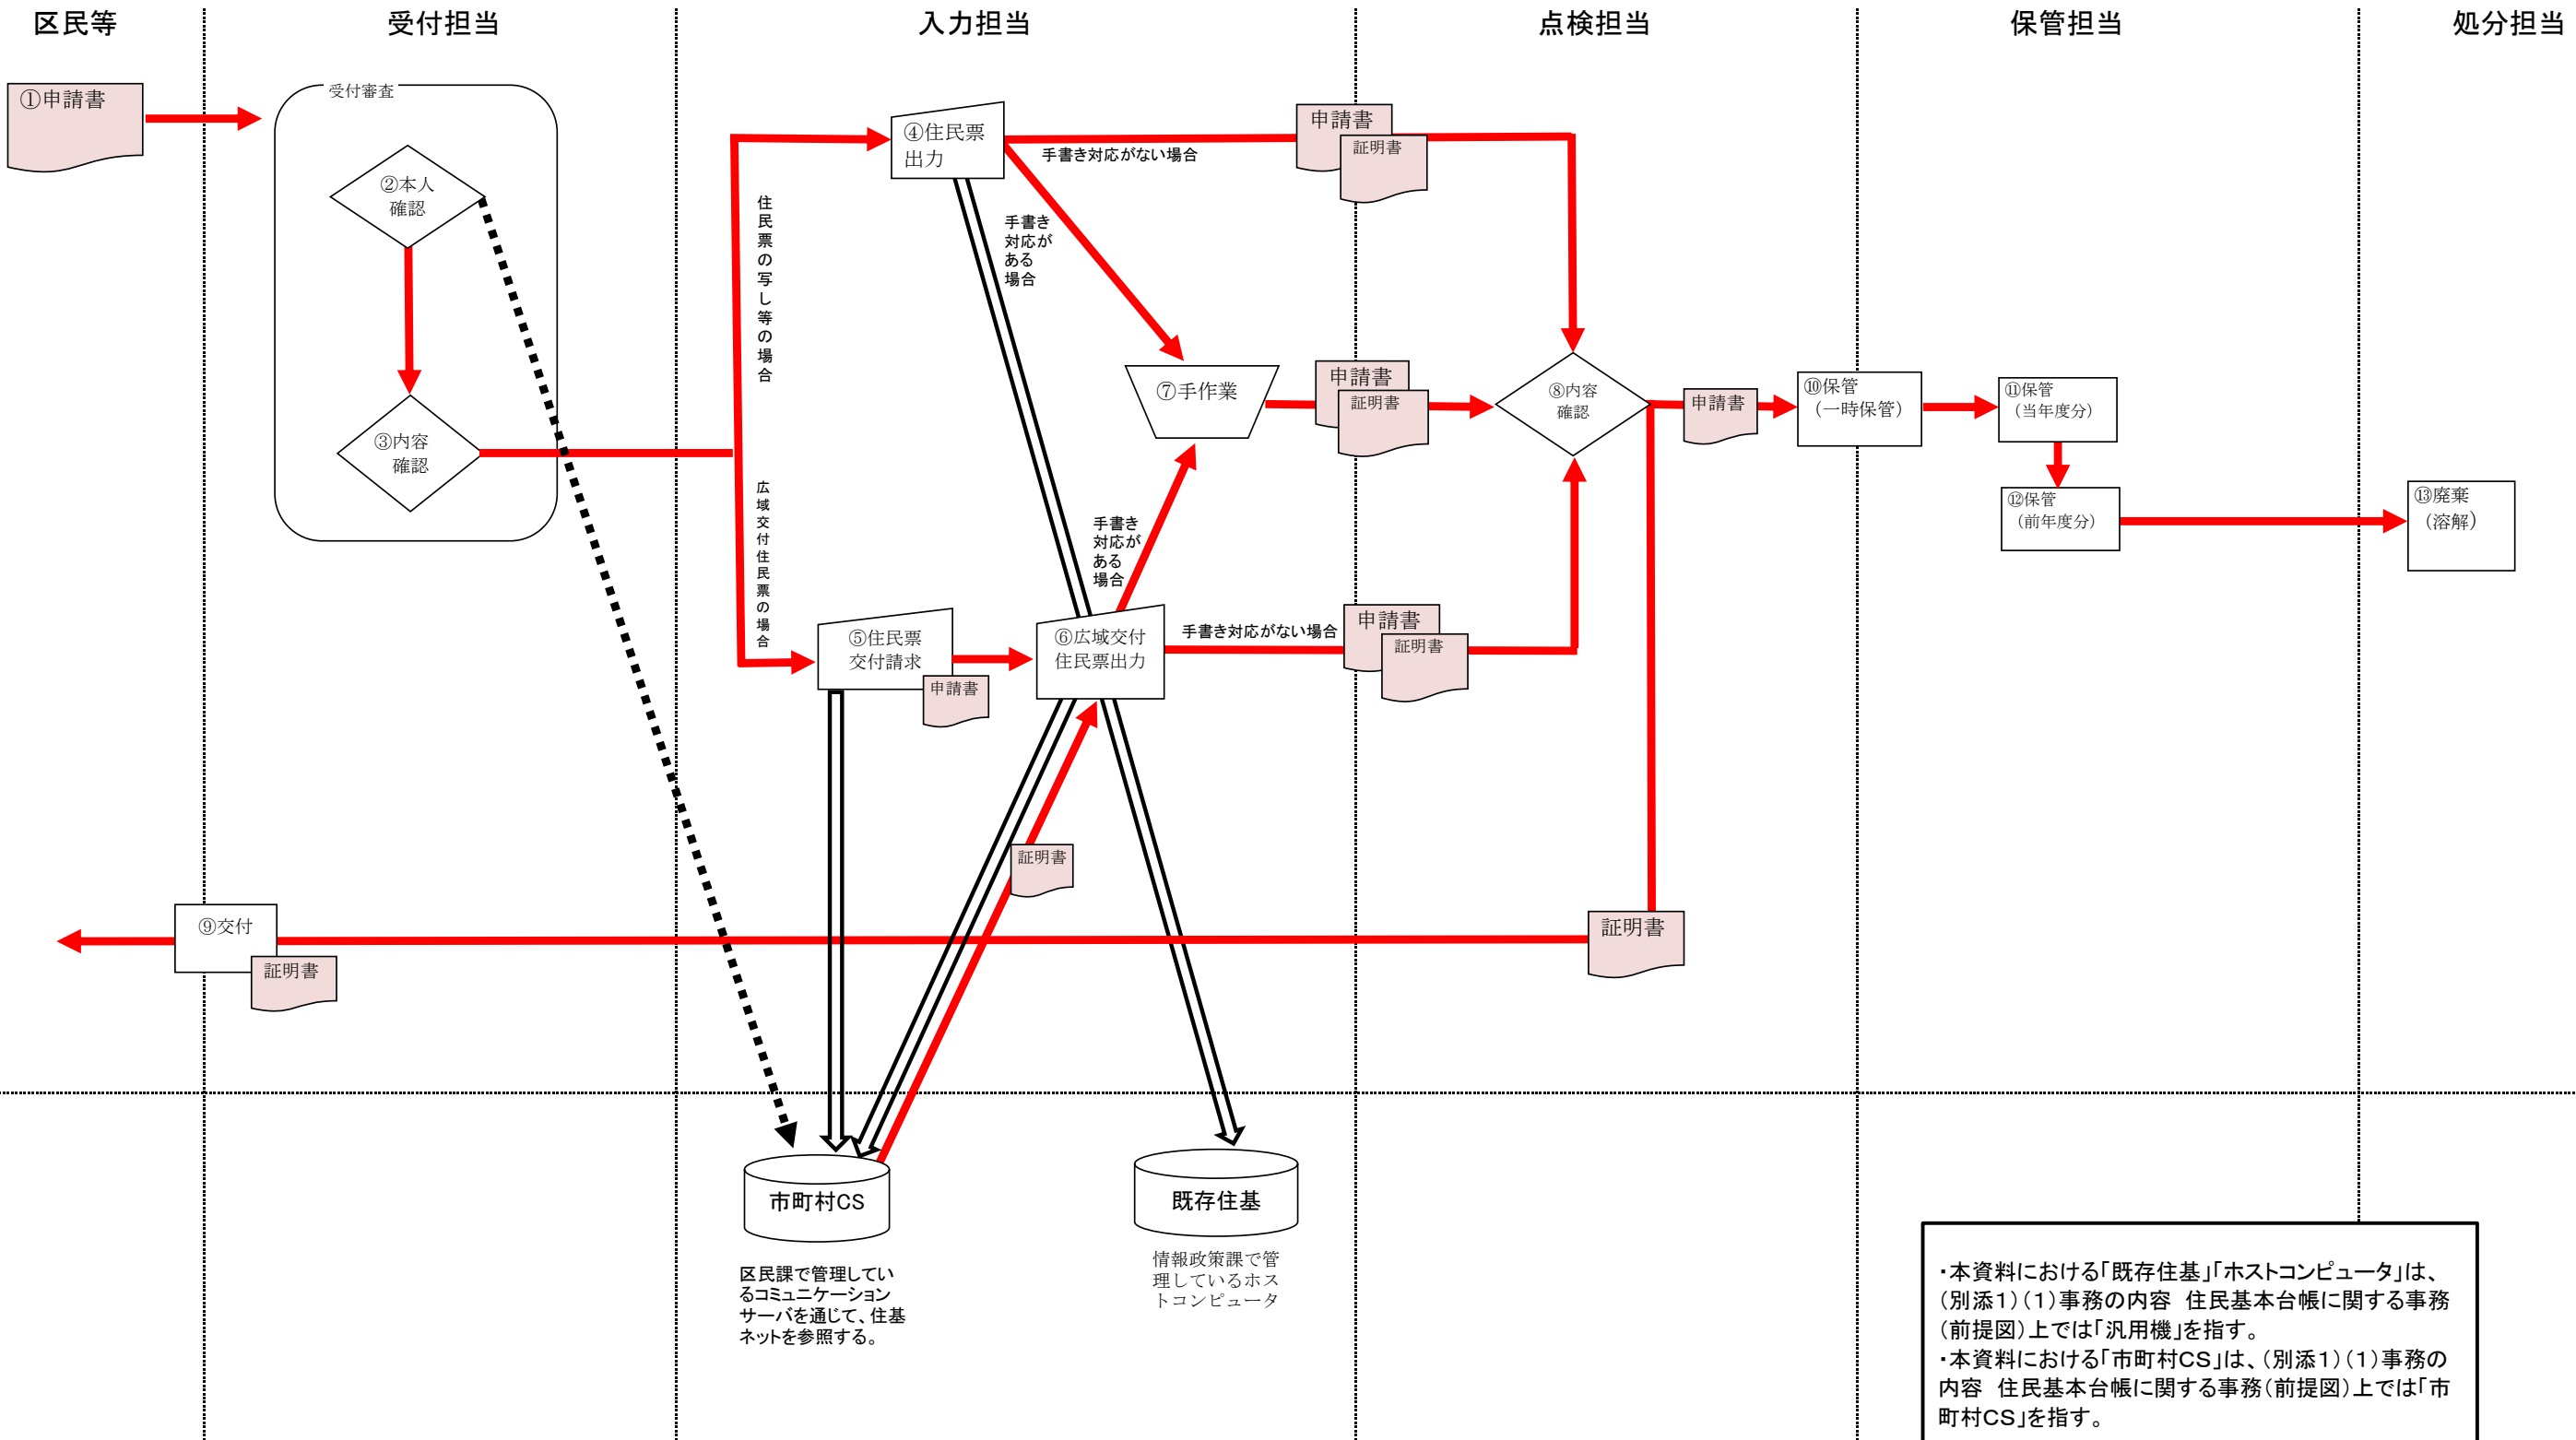 区民等
受付担当
入力担当
点検担当
保管担当
処分担当
①申請書
受付審査
②本人
確認
③内容
確認
住民票の写し等の場合
広域交付住民票の場合
④住民票
出力
手書き対応がない場合
手書き
対応が
ある
場合
申請書
証明書
⑦手作業
申請書
証明書
⑧内容
確認
申請書
⑩保管
(一時保管)
⑪保管
(当年度分)
⑫保管
(前年度分)
⑬廃棄
(溶解)
手書き
対応が
ある
場合
⑤住民票
交付請求
申請書
⑥広域交付
住民票出力
手書き対応がない場合
申請書
証明書
証明書
⑨交付
証明書
証明書
市町村CS
区民課で管理してい
るコミュニケーション
サーバを通じて、住基
ネットを参照する。
既存住基
情報政策課で管
理しているホス
トコンピュータ
・本資料における「既存住基」「ホストコンピュータ」は、
(別添1)(1)事務の内容 住民基本台帳に関する事務
(前提図)上では「汎用機」を指す。
・本資料における「市町村CS」は、(別添1)(1)事務の
内容 住民基本台帳に関する事務(前提図)上では「市
町村CS」を指す。